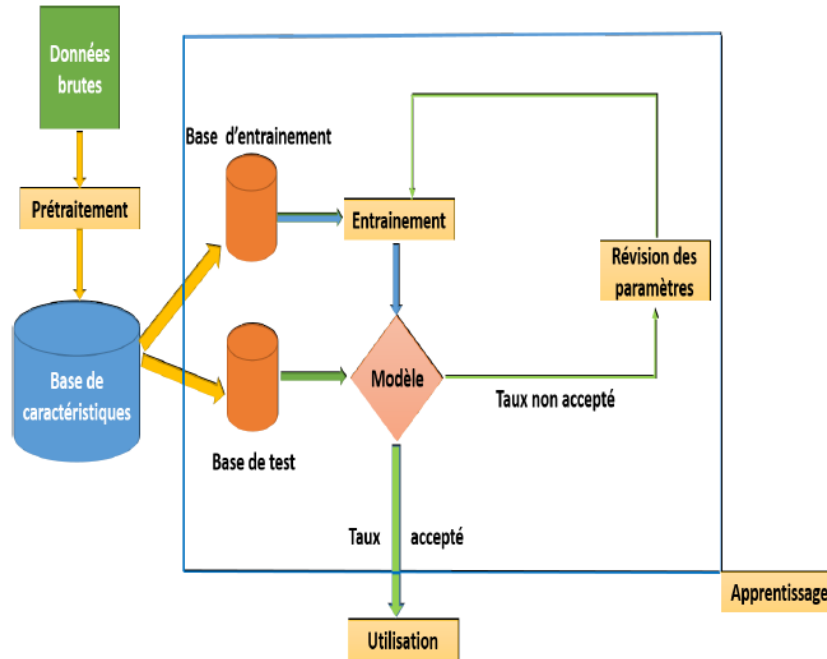 Données
brutes
Base d'entrainement
Prétraitement
Entrainement
Révision des
paramètres
Base de
caractéristiques
Modèle
Taux non accepté
Base de test
Taux accepté
Apprentissage
Utilisation